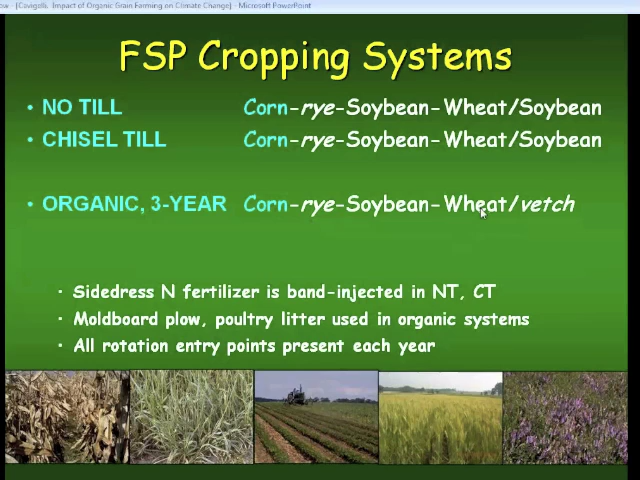 ow - [Cavigelli, Impact of Organic Grain Farming on Climate Change] - Microsoft PowerPoint
FSP Cropping Systems
• NO TILL Corn-rye-Soybean-Wheat/Soybean
• CHISEL TILL Corn-rye-Soybean-Wheat/Soybean
• ORGANIC, 3-YEAR Corn-rye-Soybean-Wheat/vetch
• Sidedress N fertilizer is band-injected in NT, CT
• Moldboard plow, poultry litter used in organic systems
• All rotation entry points present each year